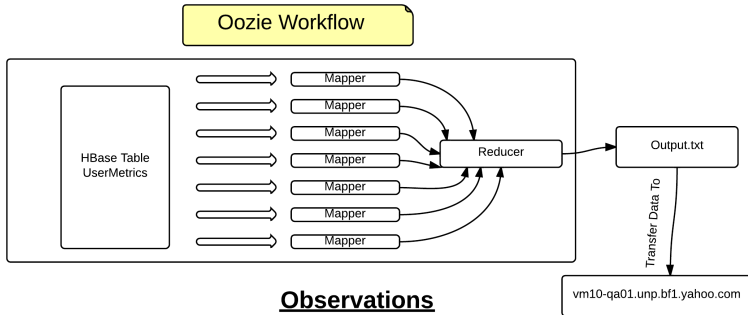 Oozie Workflow
HBase Table
UserMetrics
Mapper
Mapper
Mapper
Mapper
Mapper
Mapper
Mapper
Reducer
Output.txt
Transfer Data To
vm10-qa01.unp.bf1.yahoo.com
Observations